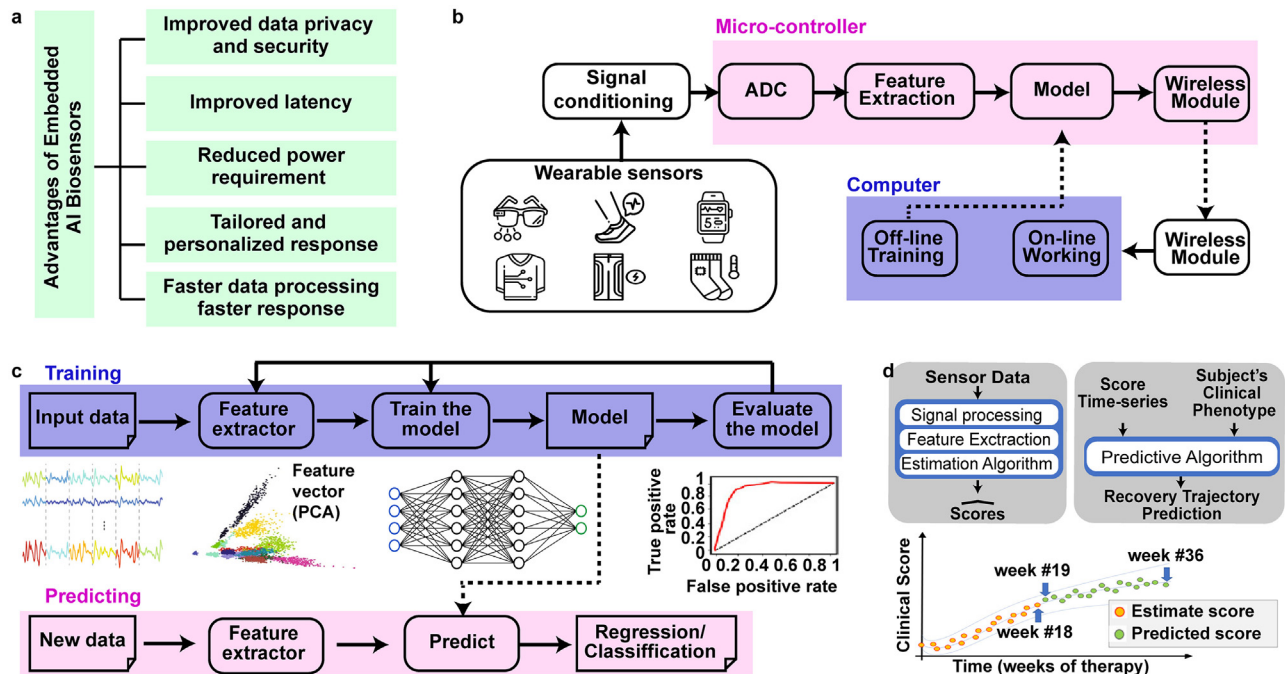 a
Advantages of Embedded
AI Biosensors
Improved data privacy
and security
Improved latency
Reduced power
requirement
Tailored and
personalized response
Faster data processing
faster response
b
Micro-controller
Signal
conditioning
ADC
Feature
Extraction
Model
Wireless
Module
Wearable sensors
5
Computer
Off-line
Training
On-line
Working
Wireless
Module
c
Training
Input data
Feature
extractor
Train the
model
Model
Evaluate
the model
Feature
vector
(PCA)
True positive
rate
1
0.8
0.6
0.4
0.2
0
0 0.2 0.4 0.6 0.8 1
False positive rate
Predicting
New data
Feature
extractor
Predict
Regression/
Classiffication
d
Sensor Data
Signal processing
Feature Exctraction
Estimation Algorithm
Scores
Score
Time-series
Subject's
Clinical
Phenotype
Predictive Algorithm
Recovery Trajectory
Prediction
Clinical Score
week #19
week #36
week #18
Estimate score
Predicted score
Time (weeks of therapy)